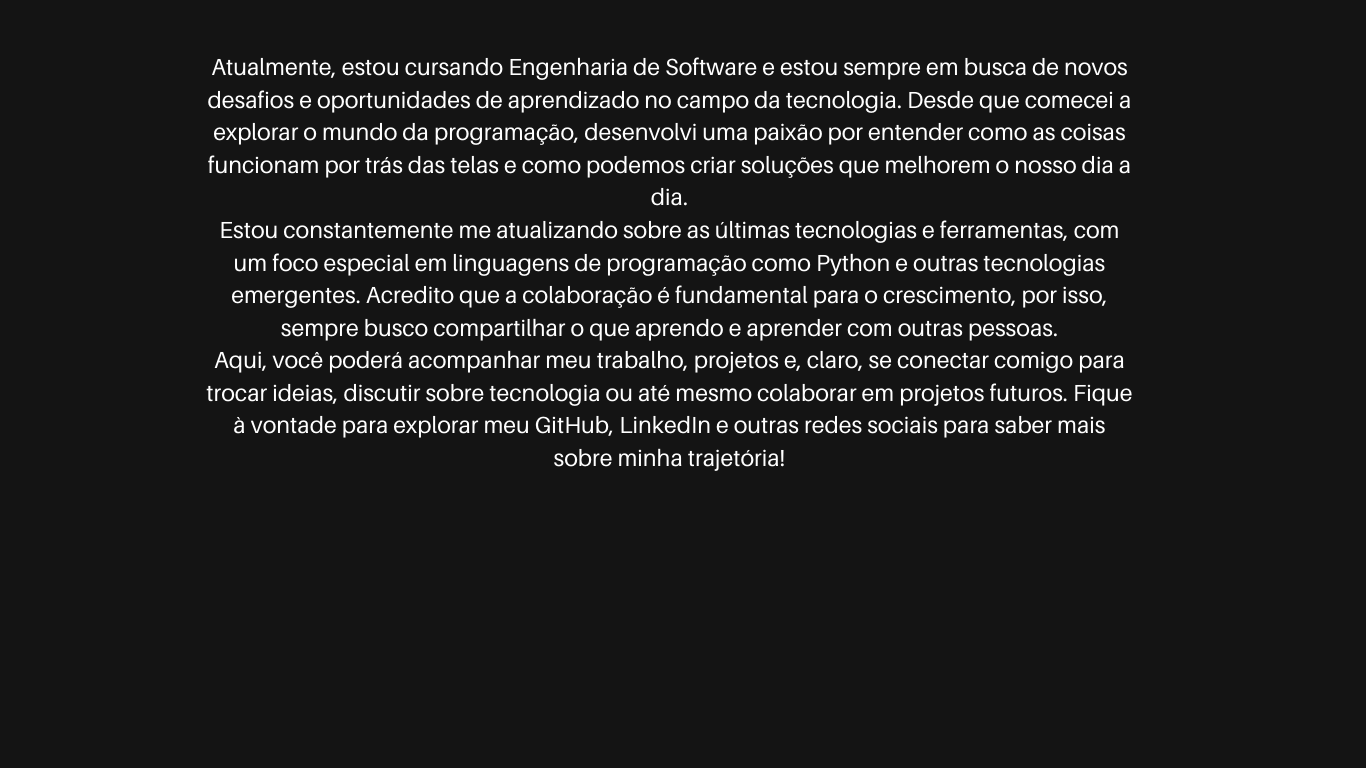 Atualmente, estou cursando Engenharia de Software e estou sempre em busca de novos
desafios e oportunidades de aprendizado no campo da tecnologia. Desde que comecei a
explorar o mundo da programação, desenvolvi uma paixão por entender como as coisas
funcionam por trás das telas e como podemos criar soluções que melhorem o nosso dia a
dia.
Estou constantemente me atualizando sobre as últimas tecnologias e ferramentas, com
um foco especial em linguagens de programação como Python e outras tecnologias
emergentes. Acredito que a colaboração é fundamental para o crescimento, por isso,
sempre busco compartilhar o que aprendo e aprender com outras pessoas.
Aqui, você poderá acompanhar meu trabalho, projetos e, claro, se conectar comigo para
trocar ideias, discutir sobre tecnologia ou até mesmo colaborar em projetos futuros. Fique
à vontade para explorar meu GitHub, LinkedIn e outras redes sociais para saber mais
sobre minha trajetória!